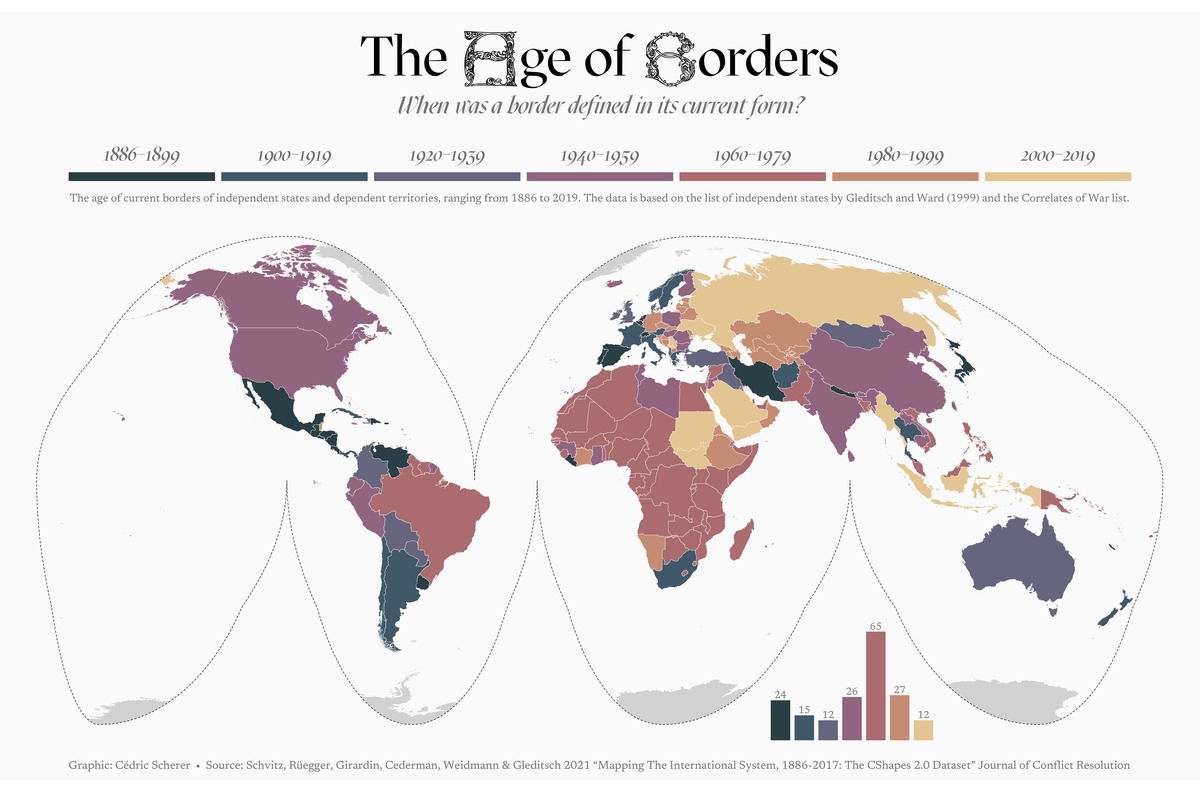 The Age of Borders
When was a border defined in its current form?
1886–1899 1900–1919 1920–1939 1940–1959 1960–1979 1980–1999 2000–2019
The age of current borders of independent states and dependent territories, ranging from 1886 to 2019. The data is based on the list of independent states by Gleditsch and Ward (1999) and the Correlates of War list.
24 15 12 26 65 27 12
Graphic: Cédric Scherer • Source: Schvitz, Rüegger, Girardin, Cederman, Weidmann & Gleditsch 2021 “Mapping The International System, 1886-2017: The CShapes 2.0 Dataset” Journal of Conflict Resolution